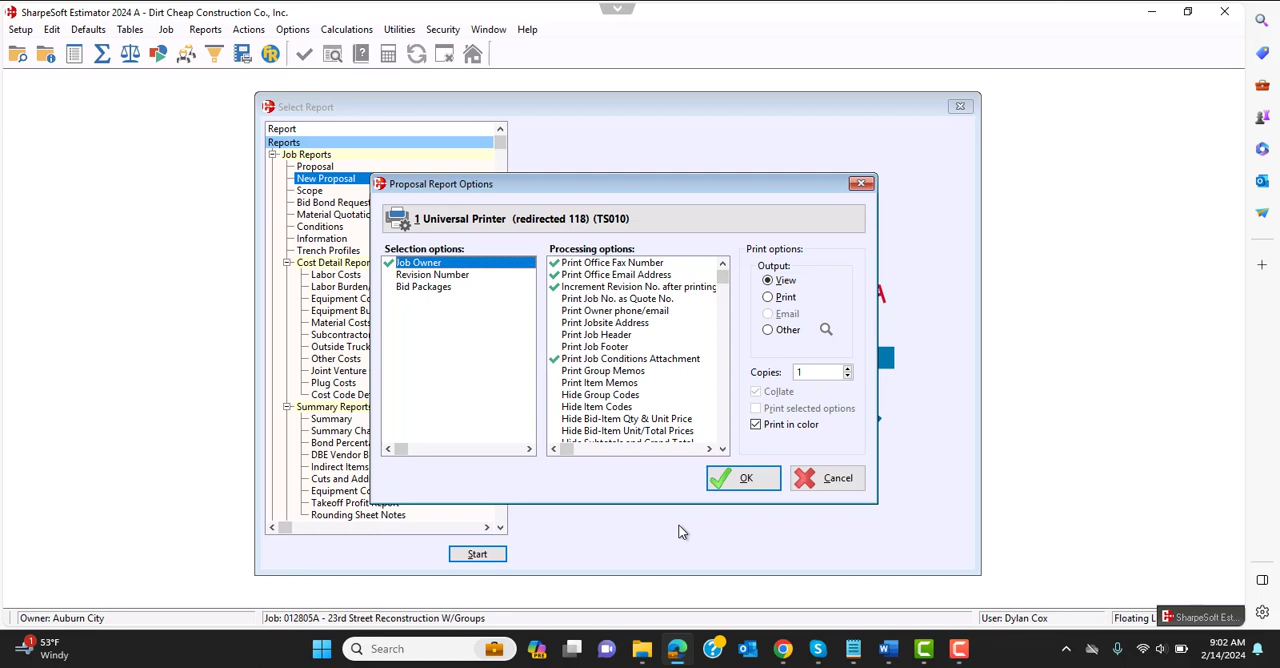 SharpeSoft Estimator 2024 A - Dirt Cheap Construction Co., Inc.
Setup Edit Defaults Tables Job Reports Actions Options Calculations Utilities Security Window Help
Select Report
Report
Reports
Job Reports
Proposal
New Proposal
Scope
Bid Bond Reques
Material Quotatio
Conditions
Information
Trench Profiles
Cost Detail Report
Labor Costs
Labor Burden/
Equipment Co
Equipment Bu
Material Costs
Subcontractor
Outside Truck
Other Costs
Joint Venture
Plug Costs
Cost Code De
Summary Reports
Summary
Summary Cha
Bond Percenta
DBE Vendor B
Indirect Items
Cuts and Add
Equipment Co
Takeoff Profit Report
Rounding Sheet Notes
Start
Proposal Report Options
1 Universal Printer (redirected 118) (TS010)
Selection options:
Job Owner
Revision Number
Bid Packages
Processing options:
Print Office Fax Number
Print Office Email Address
Increment Revision No. after printing
Print Job No. as Quote No.
Print Owner phone/email
Print Jobsite Address
Print Job Header
Print Job Footer
Print Job Conditions Attachment
Print Group Memos
Print Item Memos
Hide Group Codes
Hide Item Codes
Hide Bid-Item Qty & Unit Price
Hide Bid-Item Unit/Total Prices
Hide Subtotals and Grand Total
Print options:
Output:
View
Print
Email
Other
Copies: 1
Collate
Print selected options
Print in color
OK
Cancel
A
Owner: Auburn City
Job: 012805A - 23rd Street Reconstruction W/Groups
User: Dylan Cox
Floating L
SharpeSoft Est...
1
53°F
Windy
Search
PRE
9:02 AM
2/14/2024